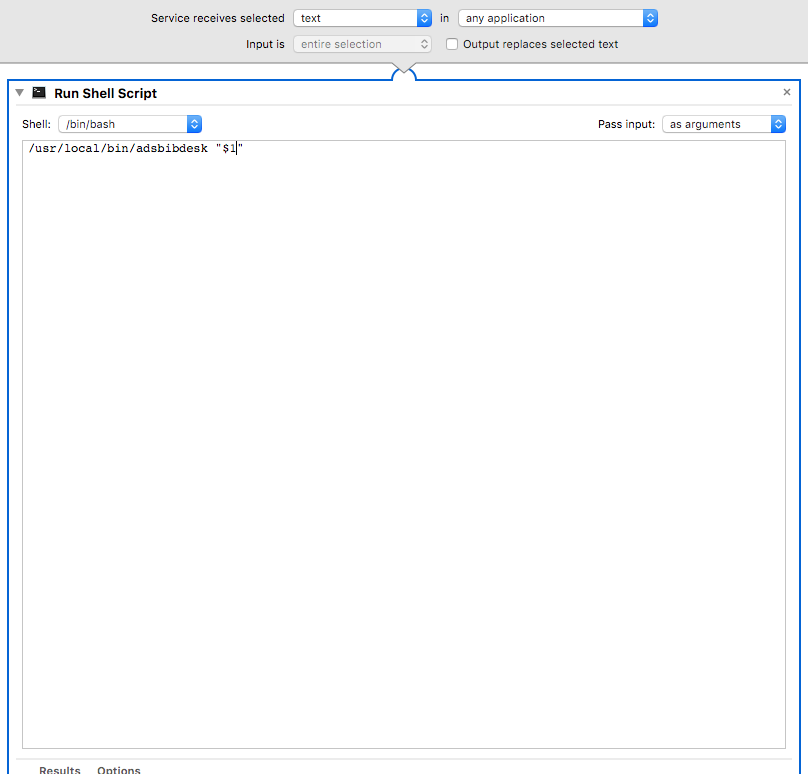 Service receives selected text in any application
Input is entire selection Output replaces selected text
Run Shell Script
Shell: /bin/bash Pass input: as arguments
/usr/local/bin/adsbibdesk "$1"
Results Options